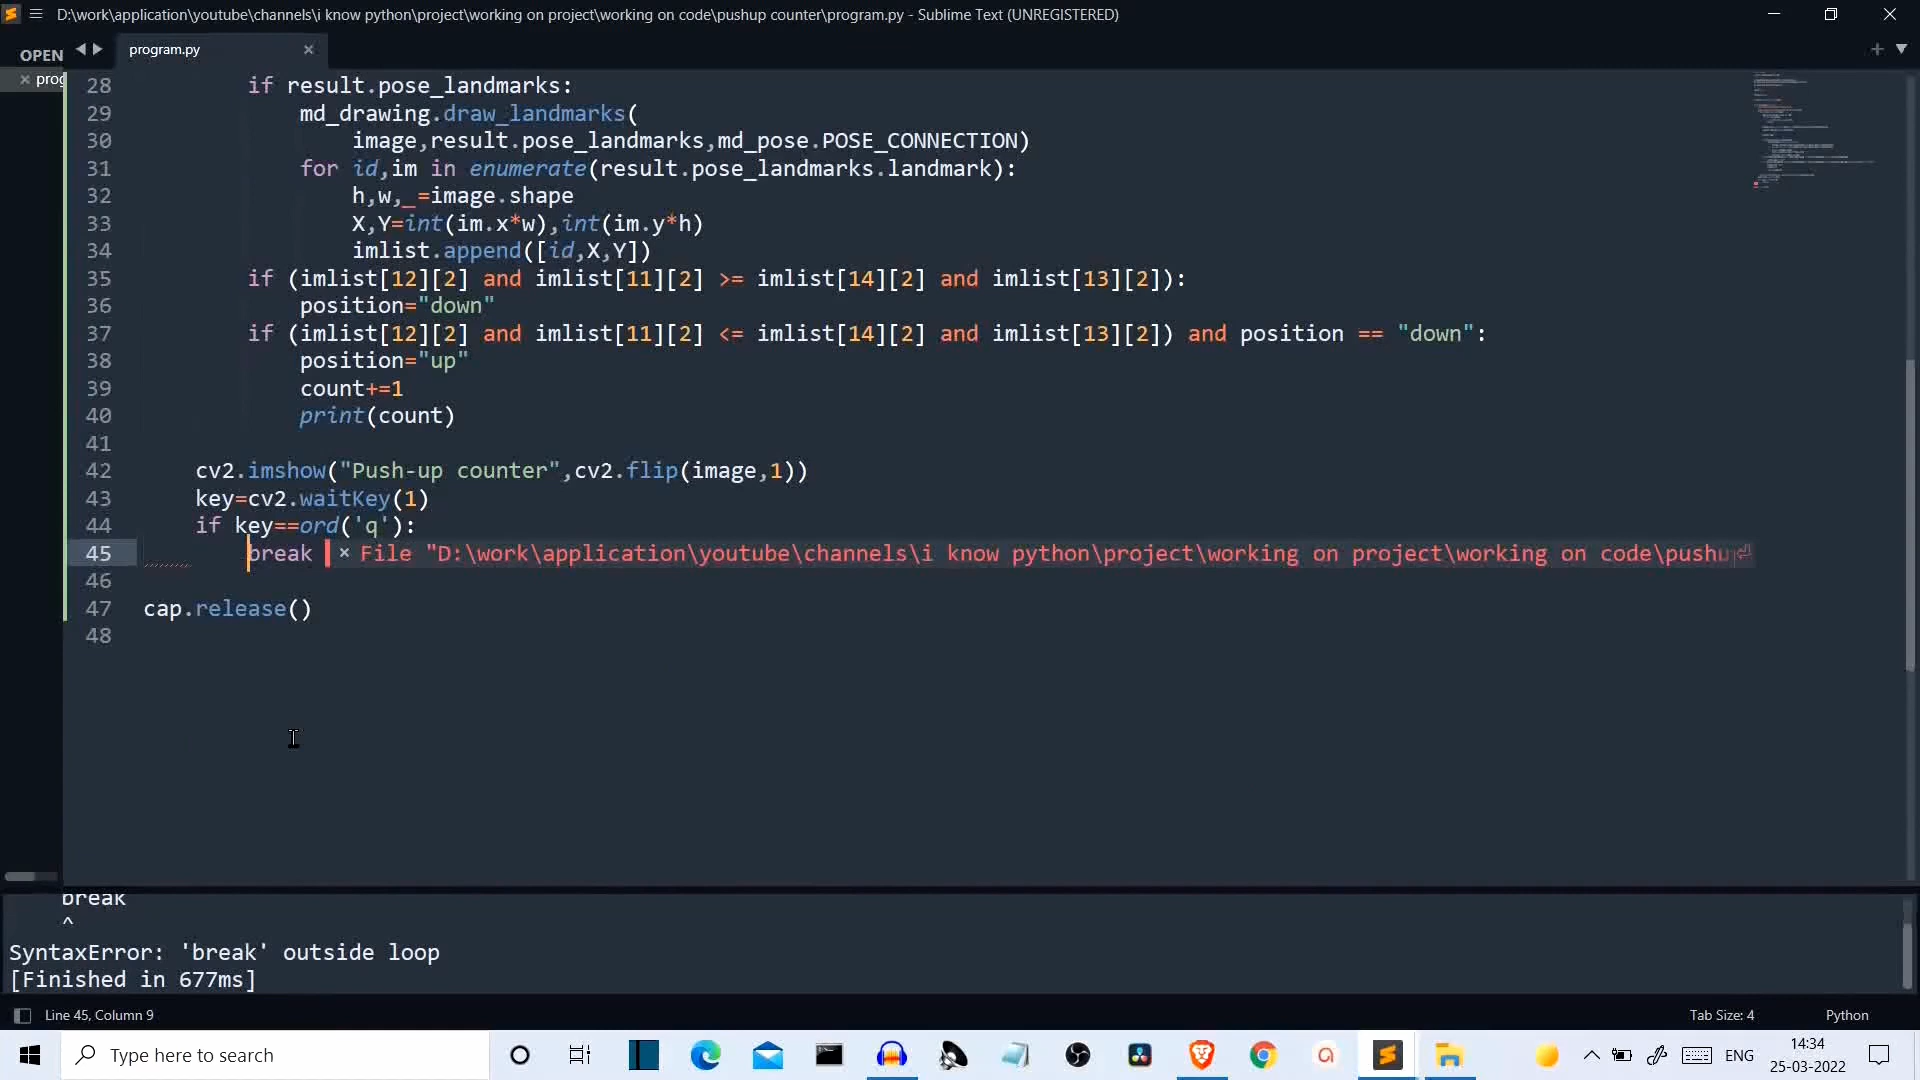 D:\work\application\youtube\channels\i know python\project\working on project\working on code\pushup counter\program.py - Sublime Text (UNREGISTERED)
OPEN
program.py
prog
28 if result.pose_landmarks:
29 md_drawing.draw_landmarks(
30 image,result.pose_landmarks,md_pose.POSE_CONNECTION)
31 for id,im in enumerate(result.pose_landmarks.landmark):
32 h,w,_=image.shape
33 X,Y=int(im.x*w),int(im.y*h)
34 imlist.append([id,X,Y])
35 if (imlist[12][2] and imlist[11][2] >= imlist[14][2] and imlist[13][2]):
36 position="down"
37 if (imlist[12][2] and imlist[11][2] <= imlist[14][2] and imlist[13][2]) and position == "down":
38 position="up"
39 count+=1
40 print(count)
41
42 cv2.imshow("Push-up counter",cv2.flip(image,1))
43 key=cv2.waitKey(1)
44 if key==ord('q'):
45 break × File "D:\work\application\youtube\channels\i know python\project\working on project\working on code\pushu
46
47 cap.release()
48
break
^
SyntaxError: 'break' outside loop
[Finished in 677ms]
Line 45, Column 9
Tab Size: 4
Python
Type here to search
ENG
14:34
25-03-2022